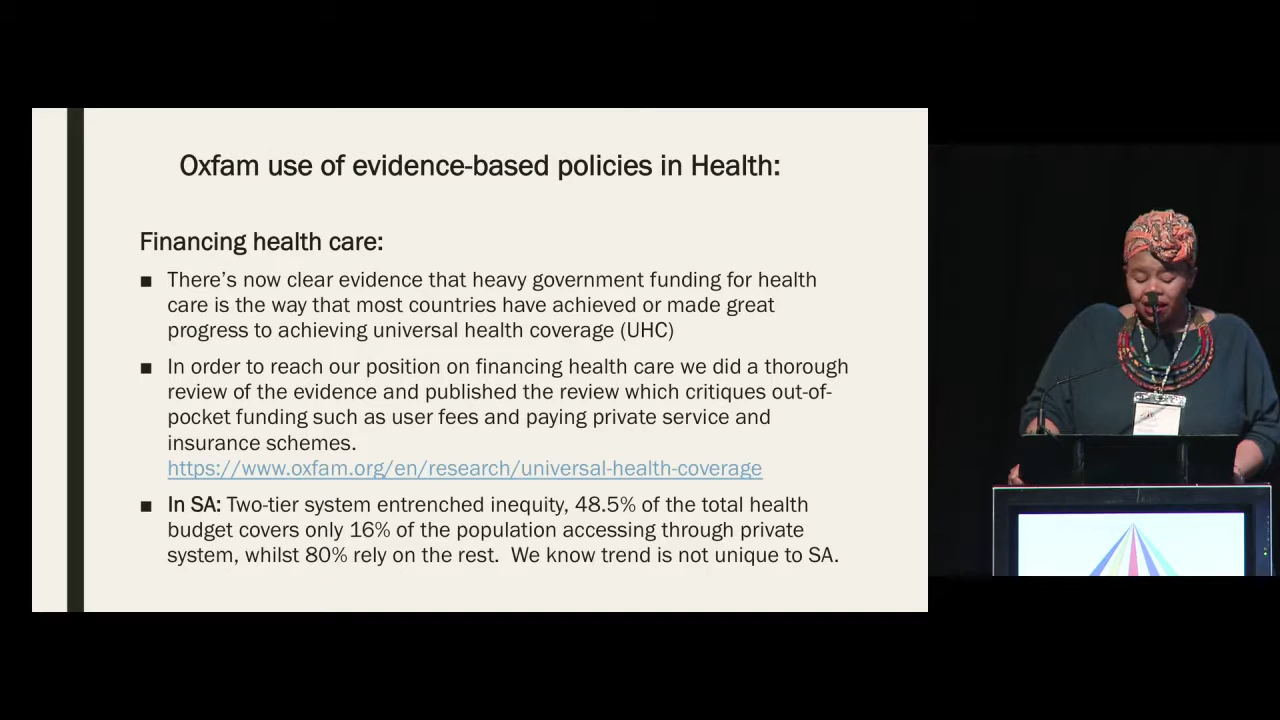 Oxfam use of evidence-based policies in Health:
Financing health care:
■ There's now clear evidence that heavy government funding for health
care is the way that most countries have achieved or made great
progress to achieving universal health coverage (UHC)
■ In order to reach our position on financing health care we did a thorough
review of the evidence and published the review which critiques out-of-
pocket funding such as user fees and paying private service and
insurance schemes.
https://www.oxfam.org/en/research/universal-health-coverage
■ In SA: Two-tier system entrenched inequity, 48.5% of the total health
budget covers only 16% of the population accessing through private
system, whilst 80% rely on the rest.  We know trend is not unique to SA.